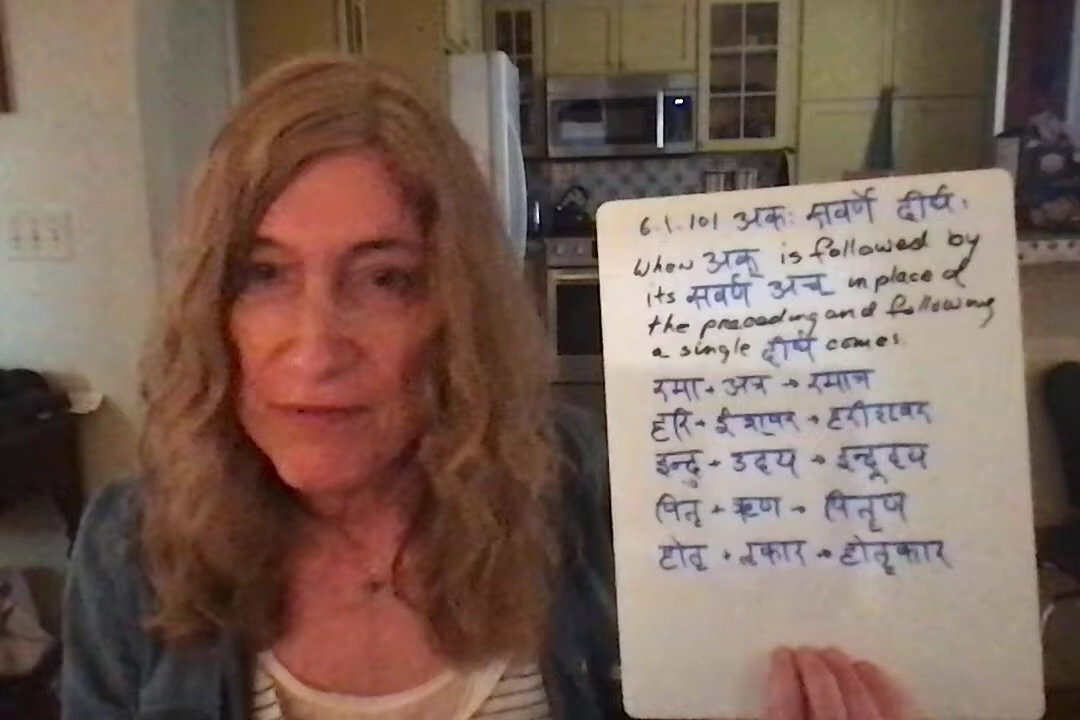 6.1.101 अकः सवर्णे दीर्घः
when अक् is followed by
its सवर्ण अच् in place of
the preceding and following
a single दीर्घ comes.
रमा + अत्र → रमात्र
हरि + ईश्वर → हरीश्वर
इन्दु + उदय → इन्दूदय
पितृ + ऋण → पितॄण
होतृ + ऌकार → होतॄकार